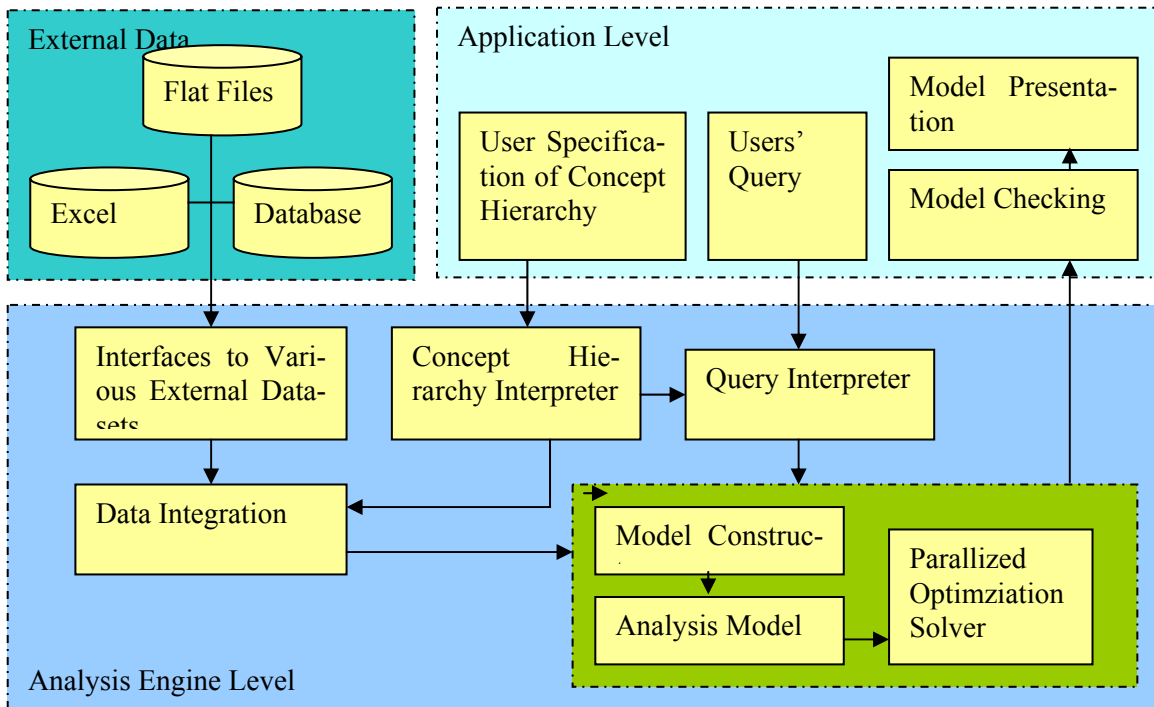 External Data
Flat Files
Excel
Database
Application Level
User Specifica-
tion of Concept
Hierarchy
Users’
Query
Model Presenta-
tion
Model Checking
Interfaces to Vari-
ous External Data-
sets
Concept Hie-
rarchy Interpreter
Query Interpreter
Data Integration
Model Construc-
Analysis Model
Parallized
Optimziation
Solver
Analysis Engine Level